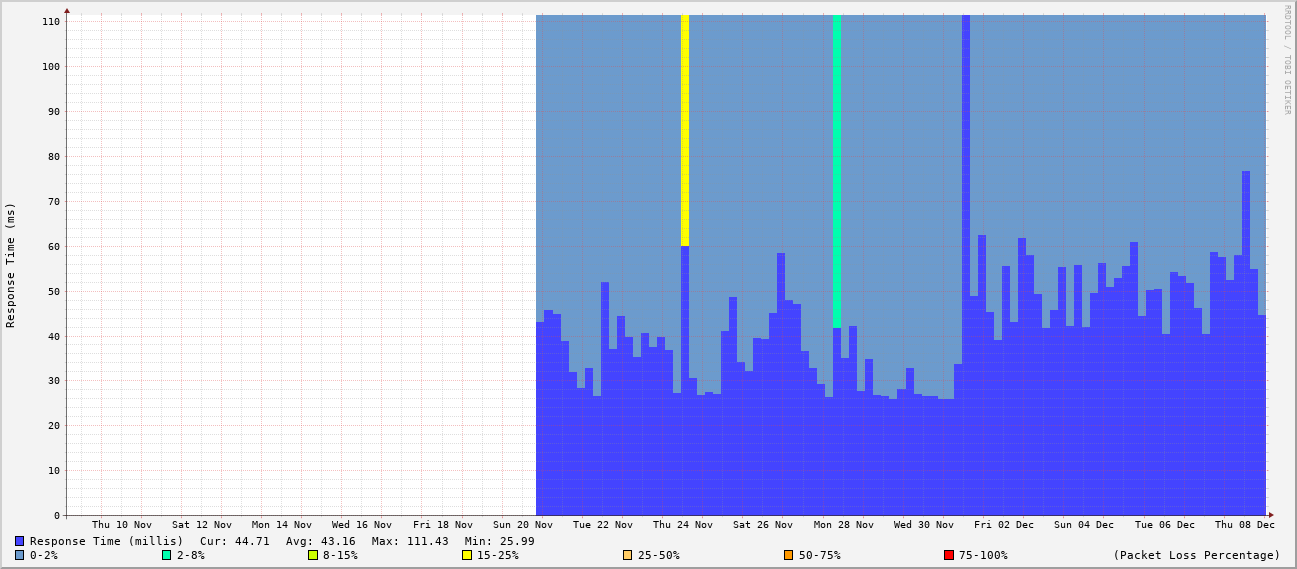 RRDTOOL / TOBI OETIKER
Response Time (ms)
110
100
90
80
70
60
50
40
30
20
10
0
Thu 10 Nov Sat 12 Nov Mon 14 Nov Wed 16 Nov Fri 18 Nov Sun 20 Nov Tue 22 Nov Thu 24 Nov Sat 26 Nov Mon 28 Nov Wed 30 Nov Fri 02 Dec Sun 04 Dec Tue 06 Dec Thu 08 Dec
Response Time (millis) Cur: 44.71 Avg: 43.16 Max: 111.43 Min: 25.99
0-2% 2-8% 8-15% 15-25% 25-50% 50-75% 75-100% (Packet Loss Percentage)